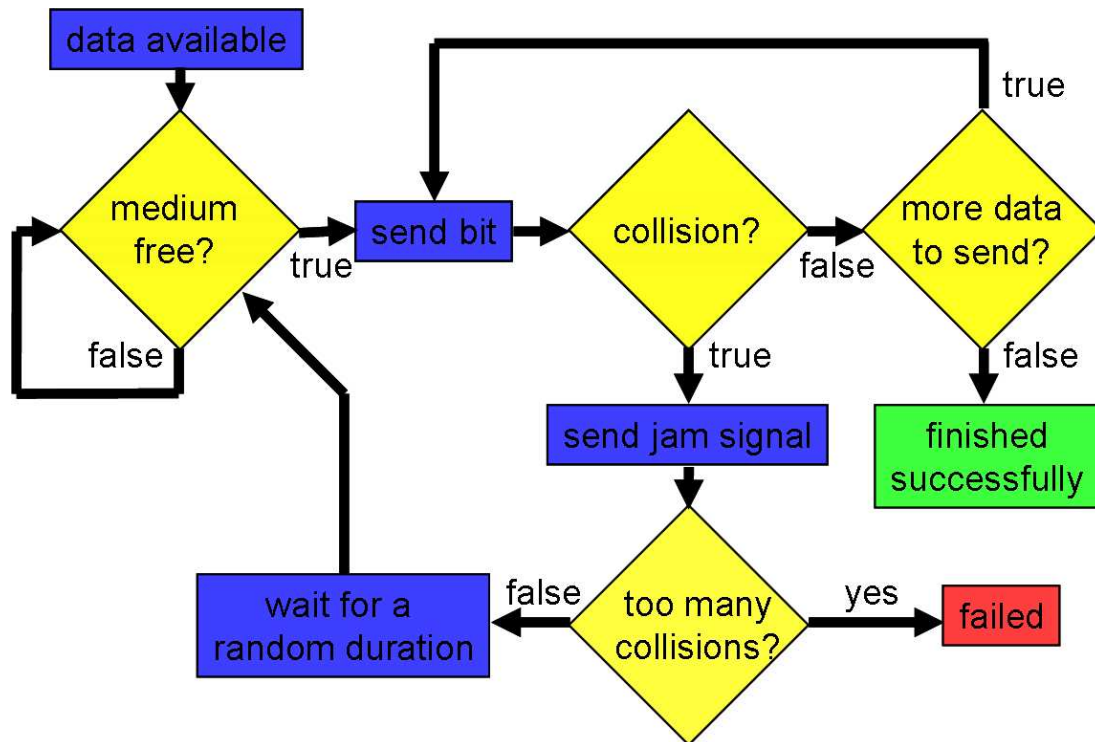 data available
true
medium
free?
true
send bit
collision?
false
more data
to send?
false
true
false
send jam signal
finished
successfully
wait for a
random duration
false
too many
collisions?
yes
failed